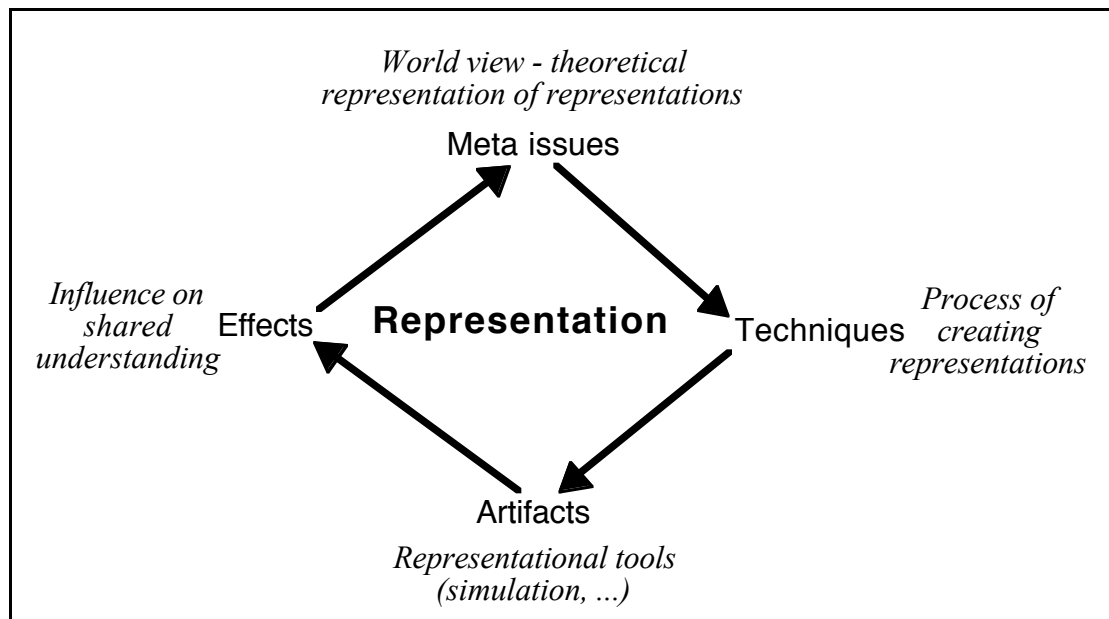 World view - theoretical
representation of representations
Meta issues
Influence on
shared
understanding
Effects
Representation
Techniques
Process of
creating
representations
Artifacts
Representational tools
(simulation, ...)